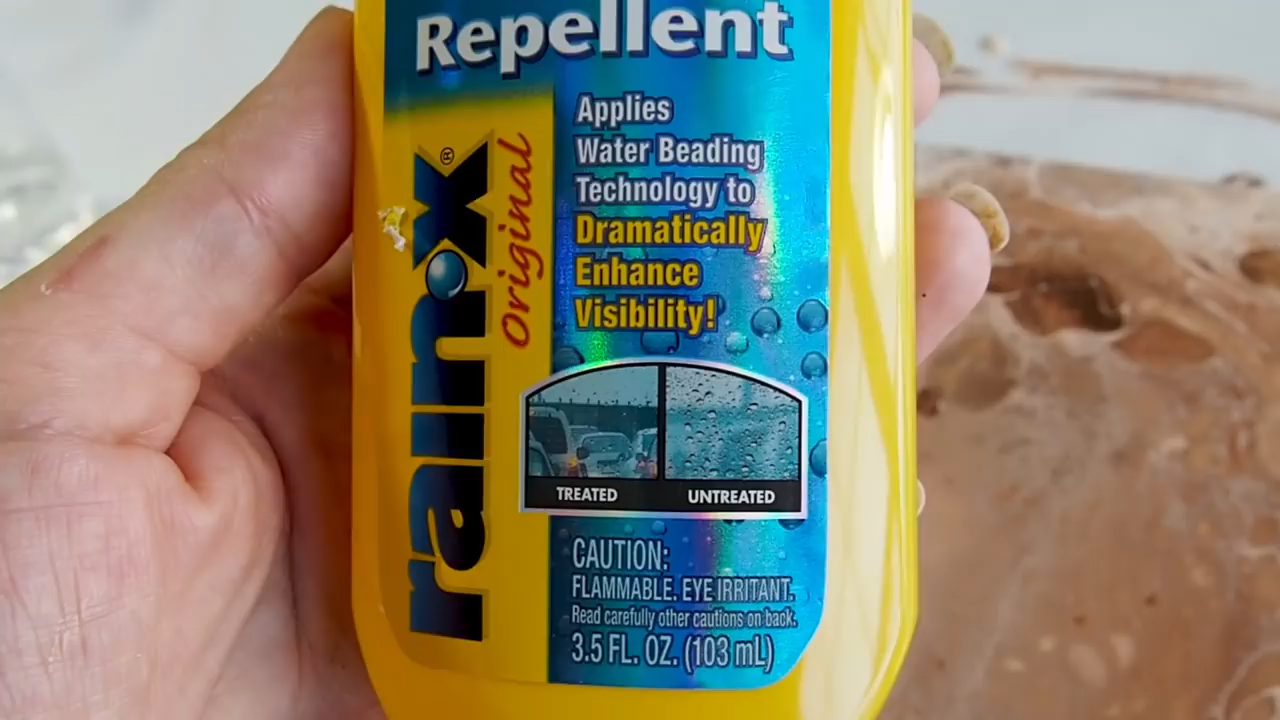 Repellent
rain-x®
Original
Applies
Water Beading
Technology to
Dramatically
Enhance
Visibility!
TREATED UNTREATED
CAUTION:
FLAMMABLE. EYE IRRITANT.
Read carefully other cautions on back.
3.5 FL. OZ. (103 mL)